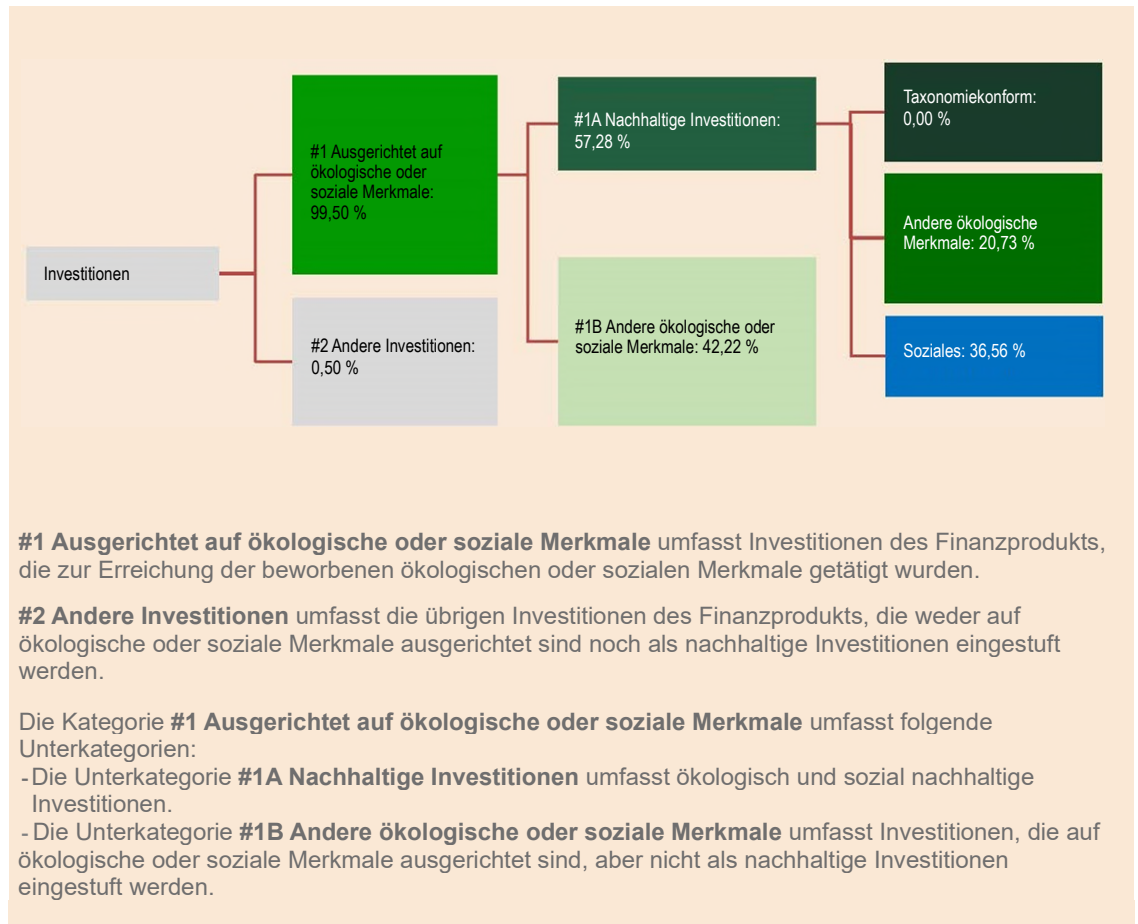 Investitionen
#1 Ausgerichtet auf
ökologische oder
soziale Merkmale:
99,50 %
#2 Andere Investitionen:
0,50 %
#1A Nachhaltige Investitionen:
57,28 %
#1B Andere ökologische oder
soziale Merkmale: 42,22 %
Taxonomiekonform:
0,00 %
Andere ökologische
Merkmale: 20,73 %
Soziales: 36,56 %
#1 Ausgerichtet auf ökologische oder soziale Merkmale umfasst Investitionen des Finanzprodukts,
die zur Erreichung der beworbenen ökologischen oder sozialen Merkmale getätigt wurden.
#2 Andere Investitionen umfasst die übrigen Investitionen des Finanzprodukts, die weder auf
ökologische oder soziale Merkmale ausgerichtet sind noch als nachhaltige Investitionen eingestuft
werden.
Die Kategorie #1 Ausgerichtet auf ökologische oder soziale Merkmale umfasst folgende
Unterkategorien:
- Die Unterkategorie #1A Nachhaltige Investitionen umfasst ökologisch und sozial nachhaltige
Investitionen.
- Die Unterkategorie #1B Andere ökologische oder soziale Merkmale umfasst Investitionen, die auf
ökologische oder soziale Merkmale ausgerichtet sind, aber nicht als nachhaltige Investitionen
eingestuft werden.